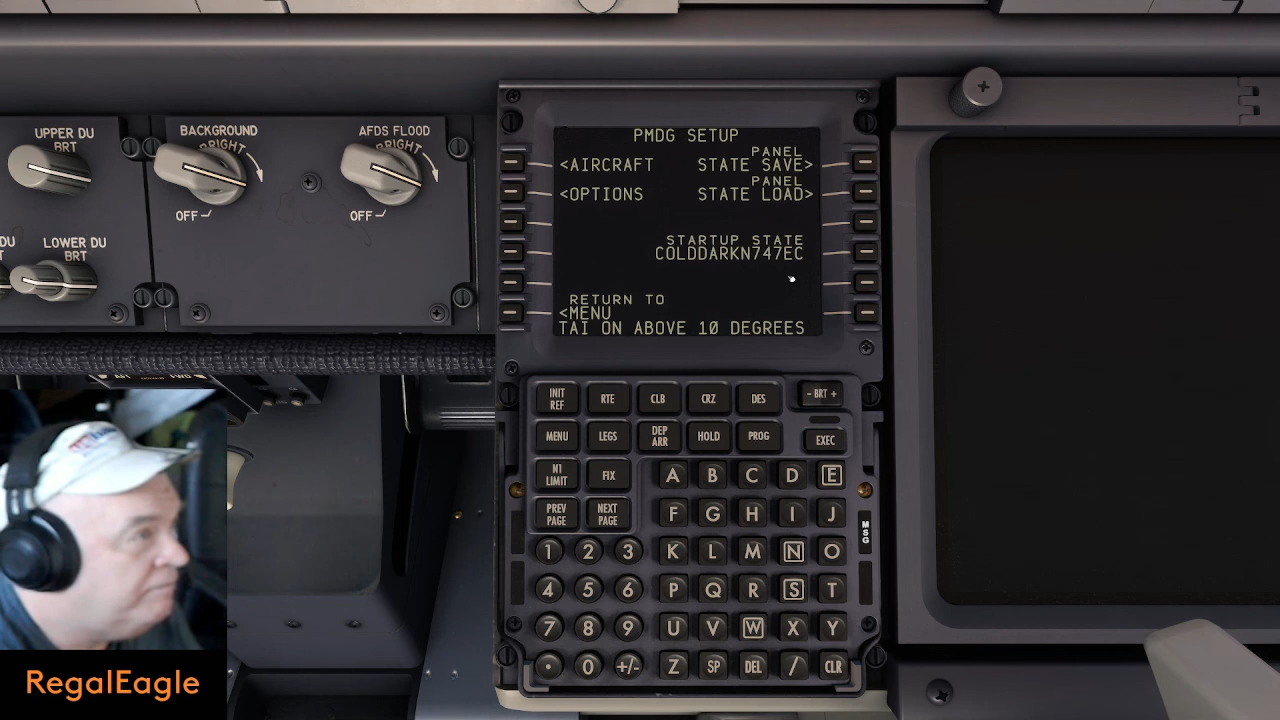 UPPER DU
BRT
BACKGROUND
BRIGHT
OFF
AFDS FLOOD
BRIGHT
OFF
DU
LOWER DU
BRT
PMDG SETUP
PANEL
<AIRCRAFT STATE SAVE>
PANEL
<OPTIONS STATE LOAD>
STARTUP STATE
COLDDARKN747EC
RETURN TO
<MENU
TAI ON ABOVE 10 DEGREES
INIT REF RTE CLB CRZ DES - BRT +
MENU LEGS DEP ARR HOLD PROG EXEC
N1 LIMIT FIX A B C D E
PREV PAGE NEXT PAGE F G H I J
MSG
1 2 3 K L M N O
4 5 6 P Q R S T
7 8 9 U V W X Y
. 0 +/- Z SP DEL / CLR
RegalEagle